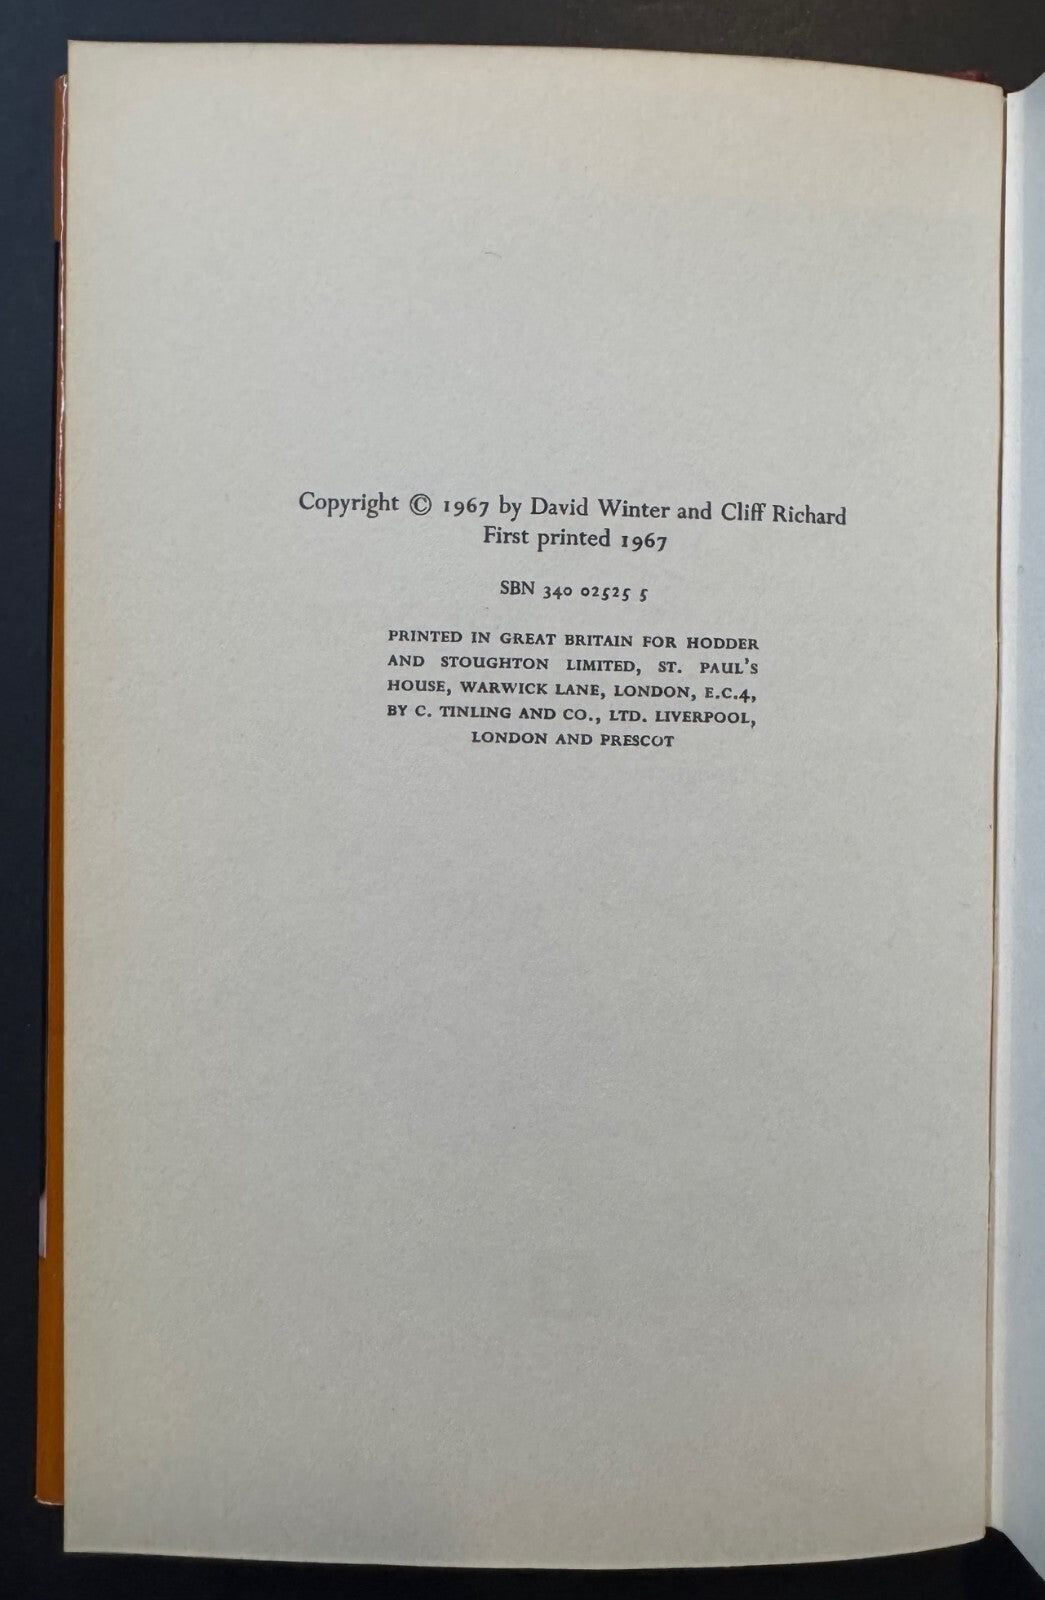 Copyright © 1967 by David Winter and Cliff Richard
First printed 1967
SBN 340 02525 5
PRINTED IN GREAT BRITAIN FOR HODDER
AND STOUGHTON LIMITED, ST. PAUL'S
HOUSE, WARWICK LANE, LONDON, E.C.4,
BY C. TINLING AND CO., LTD. LIVERPOOL,
LONDON AND PRESCOT